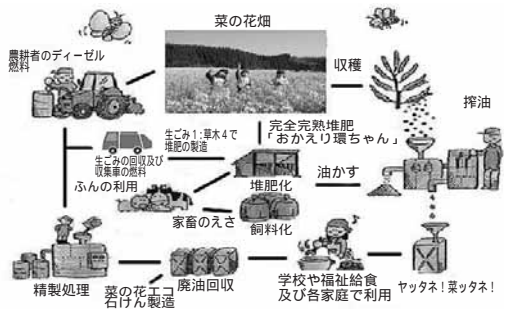 菜の花畑
農耕者のディーゼル
燃料
収穫
搾油
完全完熟堆肥
「おかえり環ちゃん」
生ごみ1:草木4で
堆肥の製造
生ごみの回収及び
収集車の燃料
ふんの利用
堆肥化
油かす
家畜のえさ
飼料化
精製処理
菜の花エコ
石けん製造
廃油回収
学校や福祉給食
及び各家庭で利用
ヤッタネ！菜ッタネ！